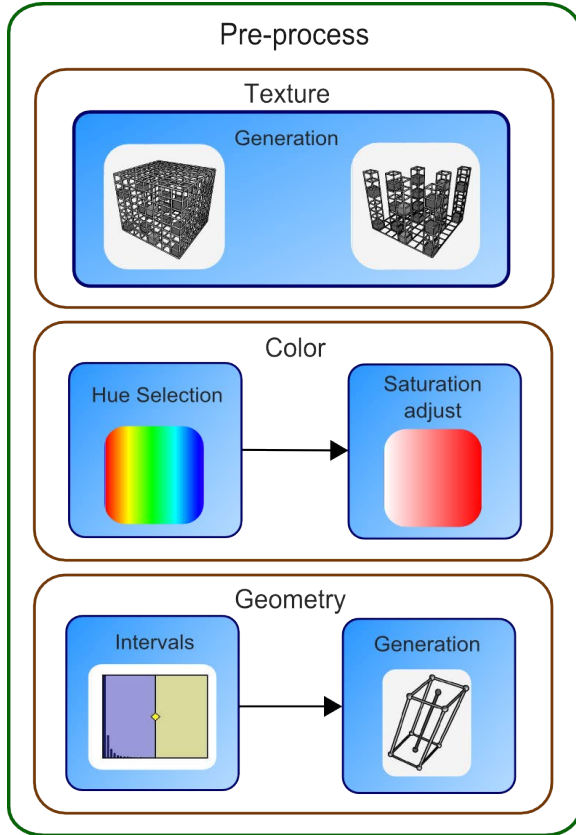 Pre-process
Texture
Generation
Color
Hue Selection
Saturation
adjust
Geometry
Intervals
Generation